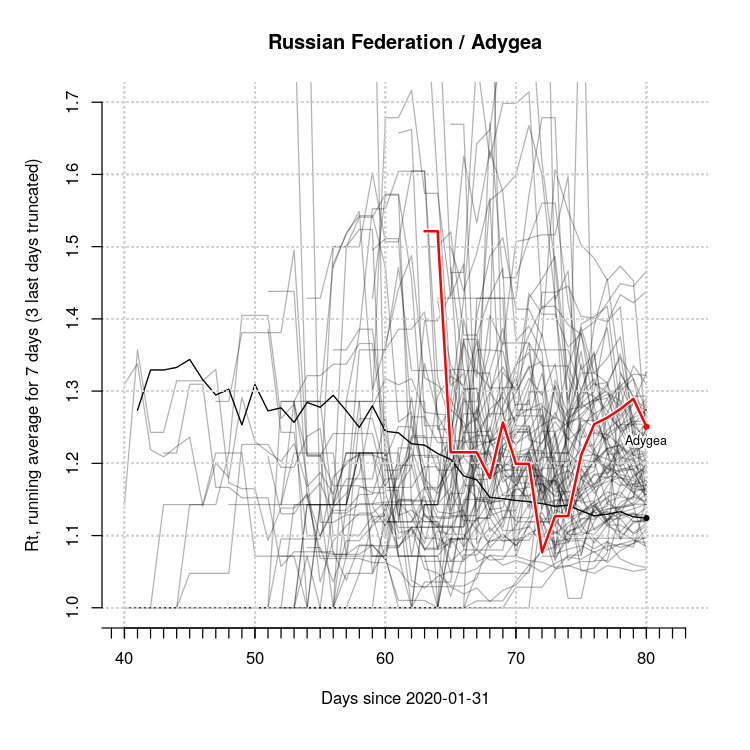 Russian Federation / Adygea
Rt, running average for 7 days (3 last days truncated)
1.7
1.6
1.5
1.4
1.3
1.2
1.1
1.0
Adygea
40 50 60 70 80
Days since 2020-01-31